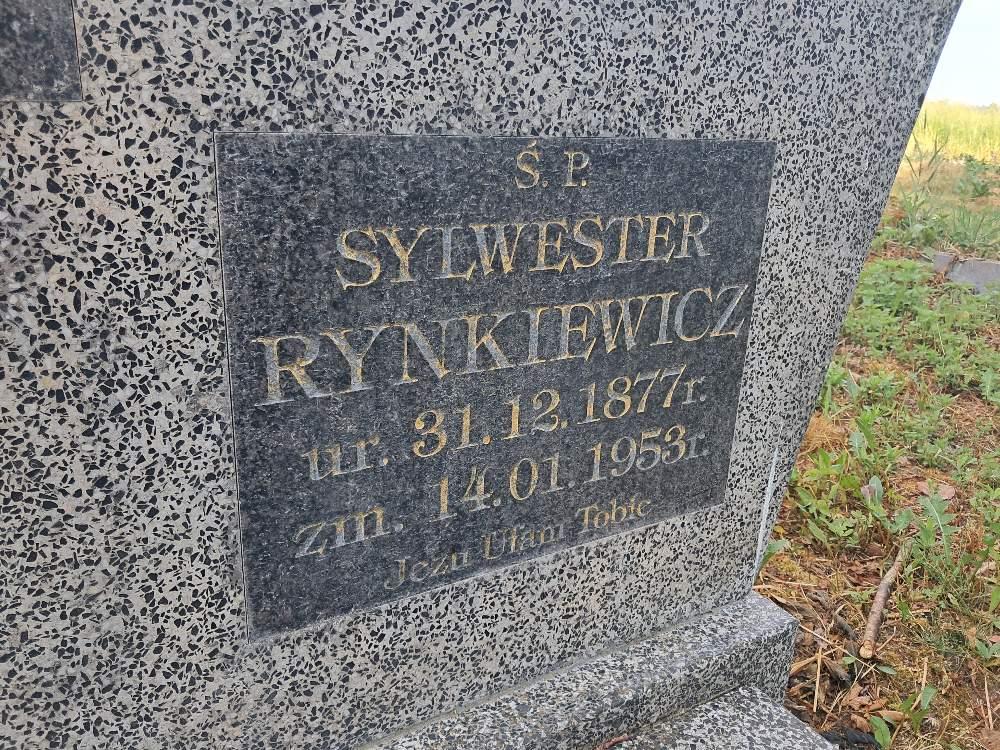 Ś. P.
SYLWESTER
RYNKIEWICZ
ur. 31.12.1877r.
zm. 14.01.1953r.
Jezu Ufam Tobie